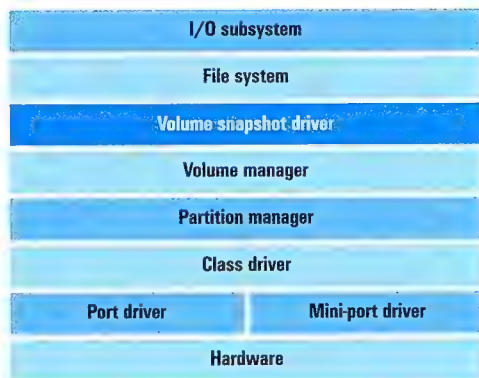 I/O subsystem
File system
Volume snapshot driver
Volume manager
Partition manager
Class driver
Port driver Mini-port driver
Hardware